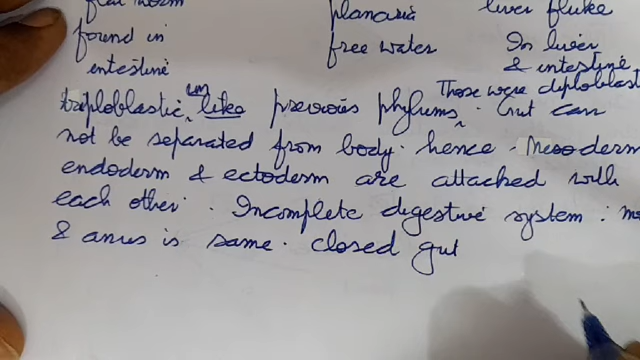 flat worm planaria liver fluke
found in free water In liver
intestine & intestine
Those were diploblast
triploblastic, un like previous phylums. Gut can
not be separated from body. hence. Mesoderm
endoderm & ectoderm are attached with
each other. Incomplete digestive system:
& anus is same. closed gut